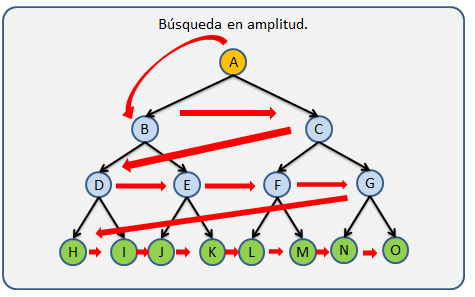 Búsqueda en amplitud.
A
B C
D E F G
H I J K L M N O